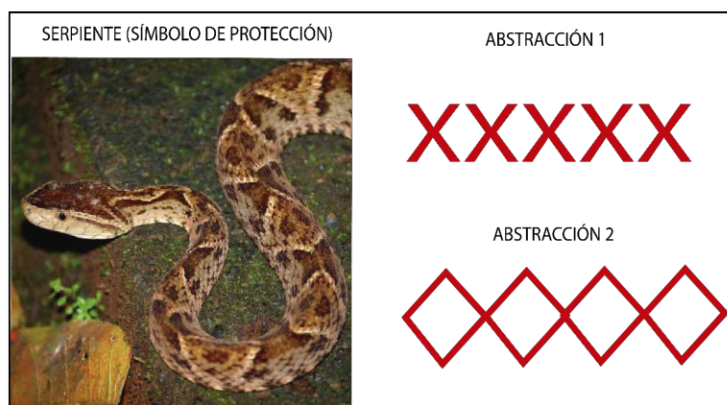 SERPIENTE (SÍMBOLO DE PROTECCIÓN)
ABSTRACCIÓN 1
ABSTRACCIÓN 2